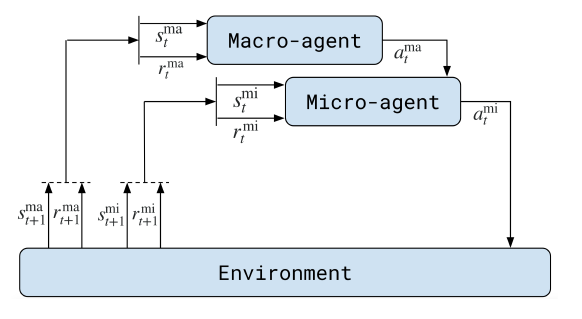 s_t^ma
Macro-agent
r_t^ma
a_t^ma
s_t^mi
Micro-agent
r_t^mi
a_t^mi
s_{t+1}^ma r_{t+1}^ma s_{t+1}^mi r_{t+1}^mi
Environment